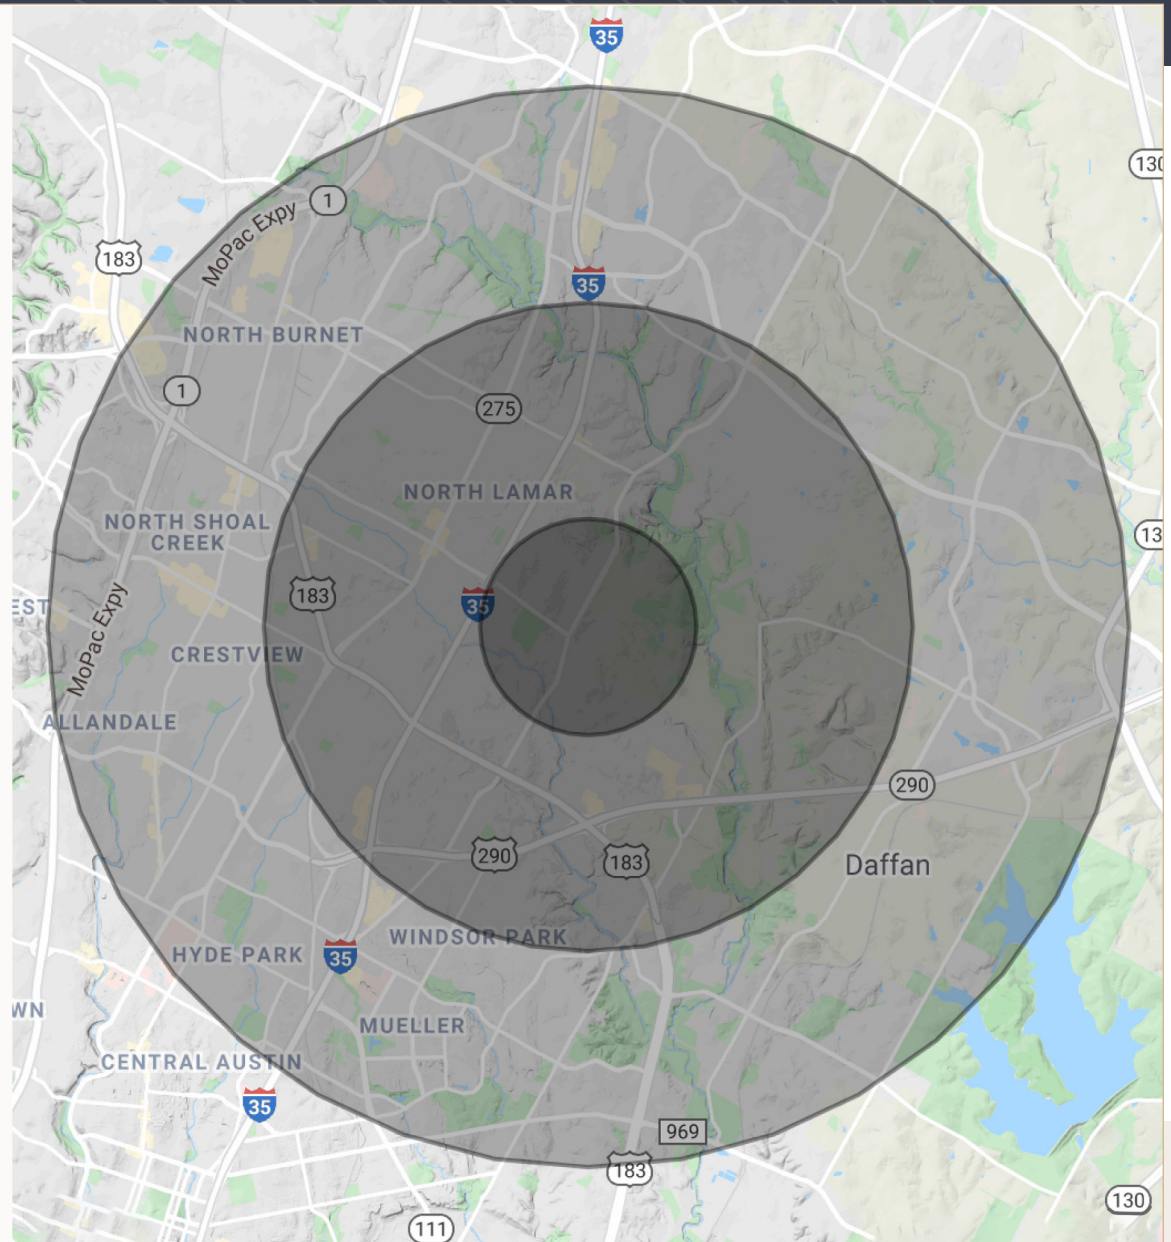 35
130
1
MoPac Expy
183
35
NORTH BURNET
1
275
NORTH LAMAR
NORTH SHOAL
CREEK
13
183
35
EST
MoPac Expy
CRESTVIEW
ALLANDALE
290
290
183
Daffan
WINDSOR PARK
HYDE PARK
35
WN
MUELLER
CENTRAL AUSTIN
35
969
183
130
111